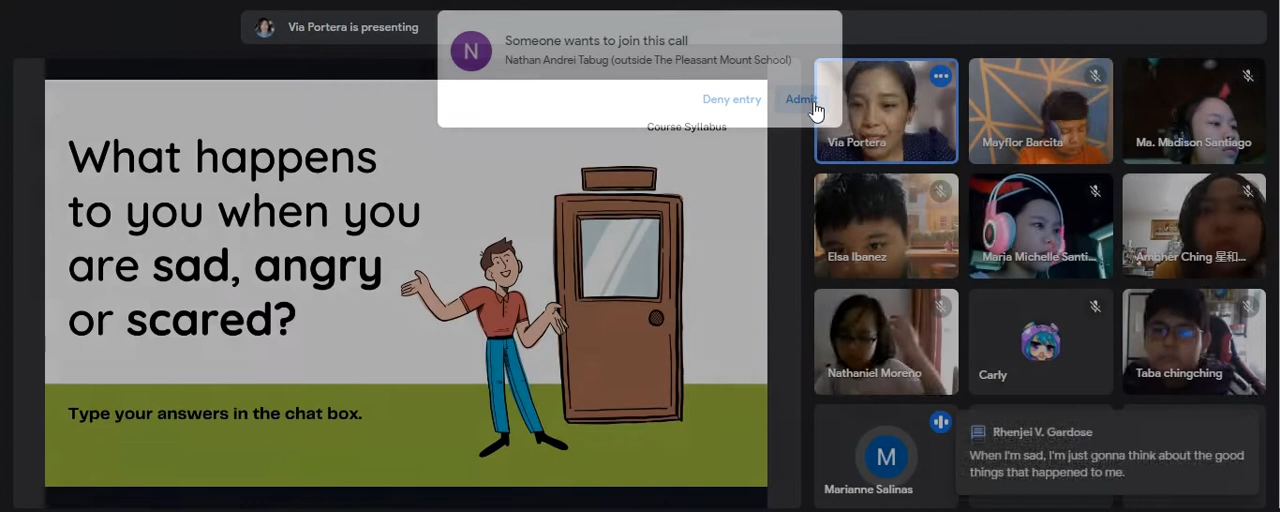 Via Portera is presenting
N
Someone wants to join this call
Nathan Andrei Tabug (outside The Pleasant Mount School)
Deny entry
Admit
Course Syllabus
What happens
to you when you
are sad, angry
or scared?
Type your answers in the chat box.
Via Portera
Mayflor Barcita
Ma. Madison Santiago
Elsa Ibanez
Maria Michelle Santi...
Ambher Ching 星和...
Nathaniel Moreno
Carly
Taba chingching
M
Marianne Salinas
Rhenjei V. Gardose
When I'm sad, I'm just gonna think about the good
things that happened to me.